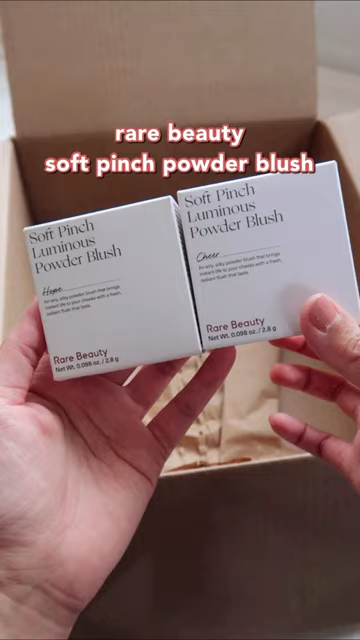 rare beauty
soft pinch powder blush
Soft Pinch
Luminous
Powder Blush
Hope
An airy, silky powder blush that brings
instant life to your cheeks with a fresh,
radiant flush that lasts.
Rare Beauty
Net Wt. 0.098 oz. / 2.8 g
Soft Pinch
Luminous
Powder Blush
Cheer
An airy, silky powder blush that brings
instant life to your cheeks with a fresh,
radiant flush that lasts.
Rare Beauty
Net Wt. 0.098 oz. / 2.8 g